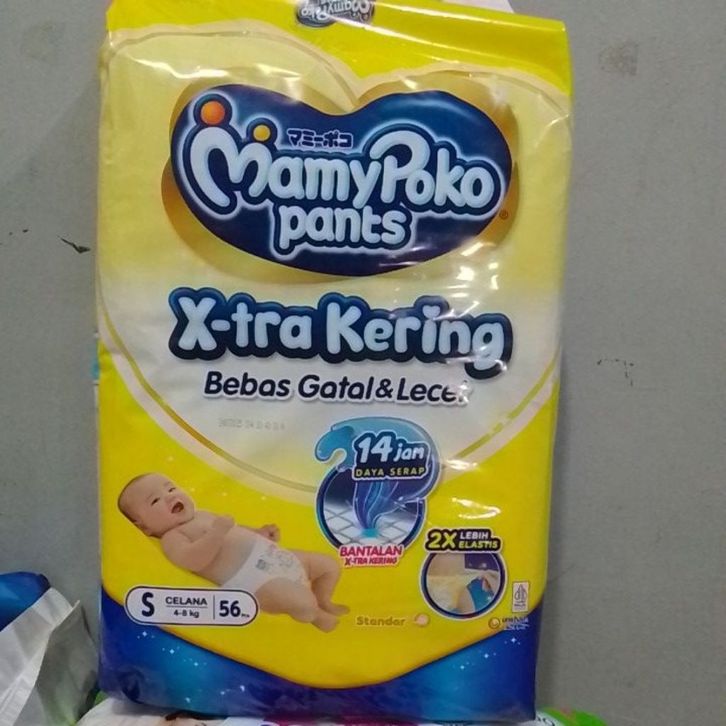 マミーポコ
MamyPoko
pants
X-tra Kering
Bebas Gatal & Lecet
14 jam
DAYA SERAP
BANTALAN
X-TRA KERING
2X LEBIH
ELASTIS
S CELANA
4-8 kg
56 Pcs
Standar